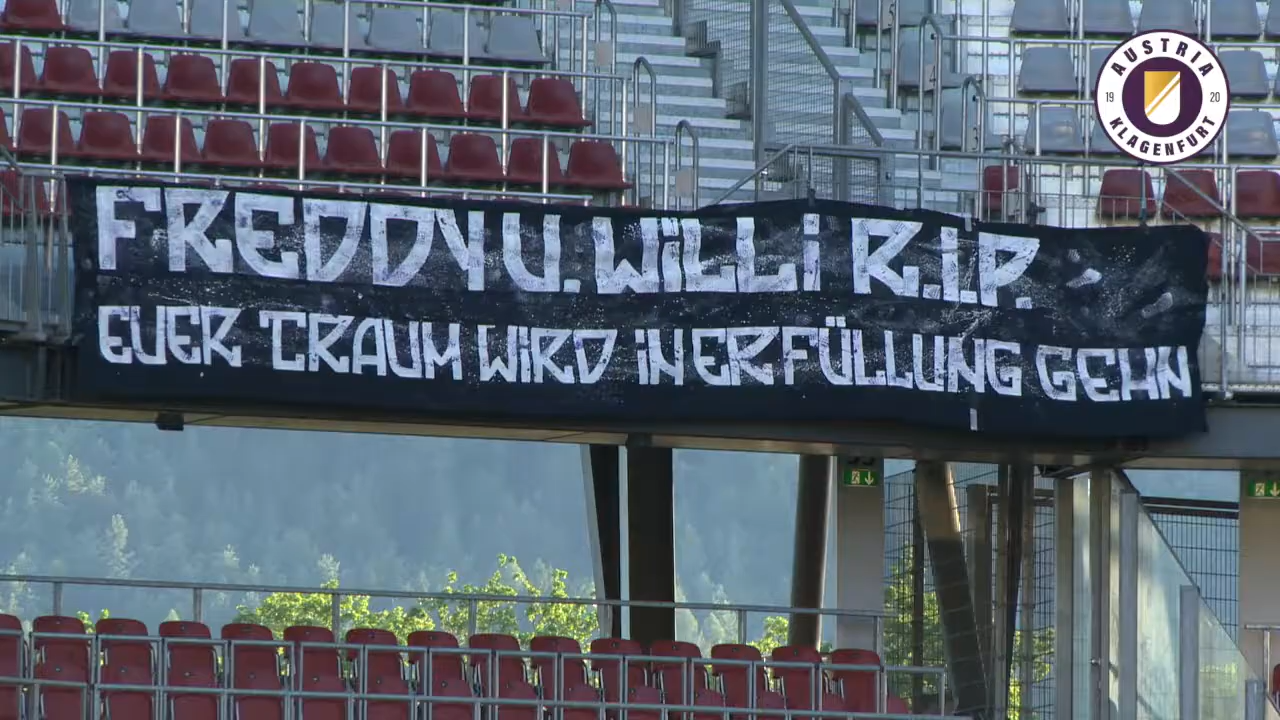 AUSTRIA
19 20
KLAGENFURT
FREDDY U. WILLI R.I.P.
EUER TRAUM WIRD IN ERFÜLLUNG GEHN